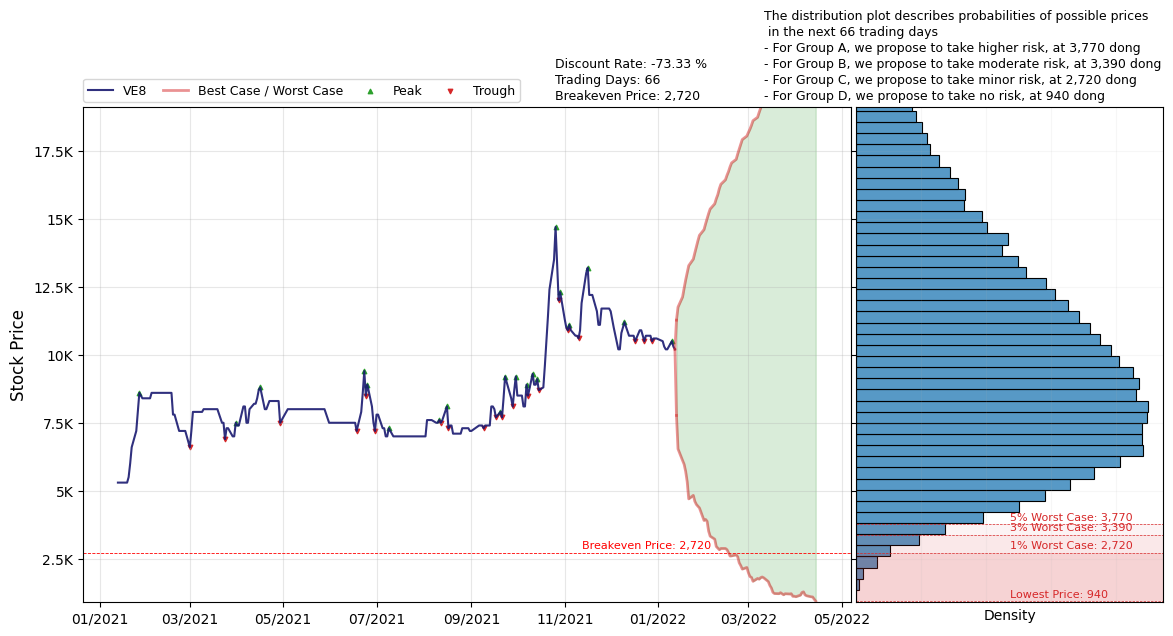 The distribution plot describes probabilities of possible prices
in the next 66 trading days
- For Group A, we propose to take higher risk, at 3,770 dong
- For Group B, we propose to take moderate risk, at 3,390 dong
- For Group C, we propose to take minor risk, at 2,720 dong
- For Group D, we propose to take no risk, at 940 dong
Discount Rate: -73.33 %
Trading Days: 66
Breakeven Price: 2,720
VE8
Best Case / Worst Case
Peak
Trough
Stock Price
17.5K
15K
12.5K
10K
7.5K
5K
2.5K
Breakeven Price: 2,720
5% Worst Case: 3,770
3% Worst Case: 3,390
1% Worst Case: 2,720
Lowest Price: 940
01/2021
03/2021
05/2021
07/2021
09/2021
11/2021
01/2022
03/2022
05/2022
Density